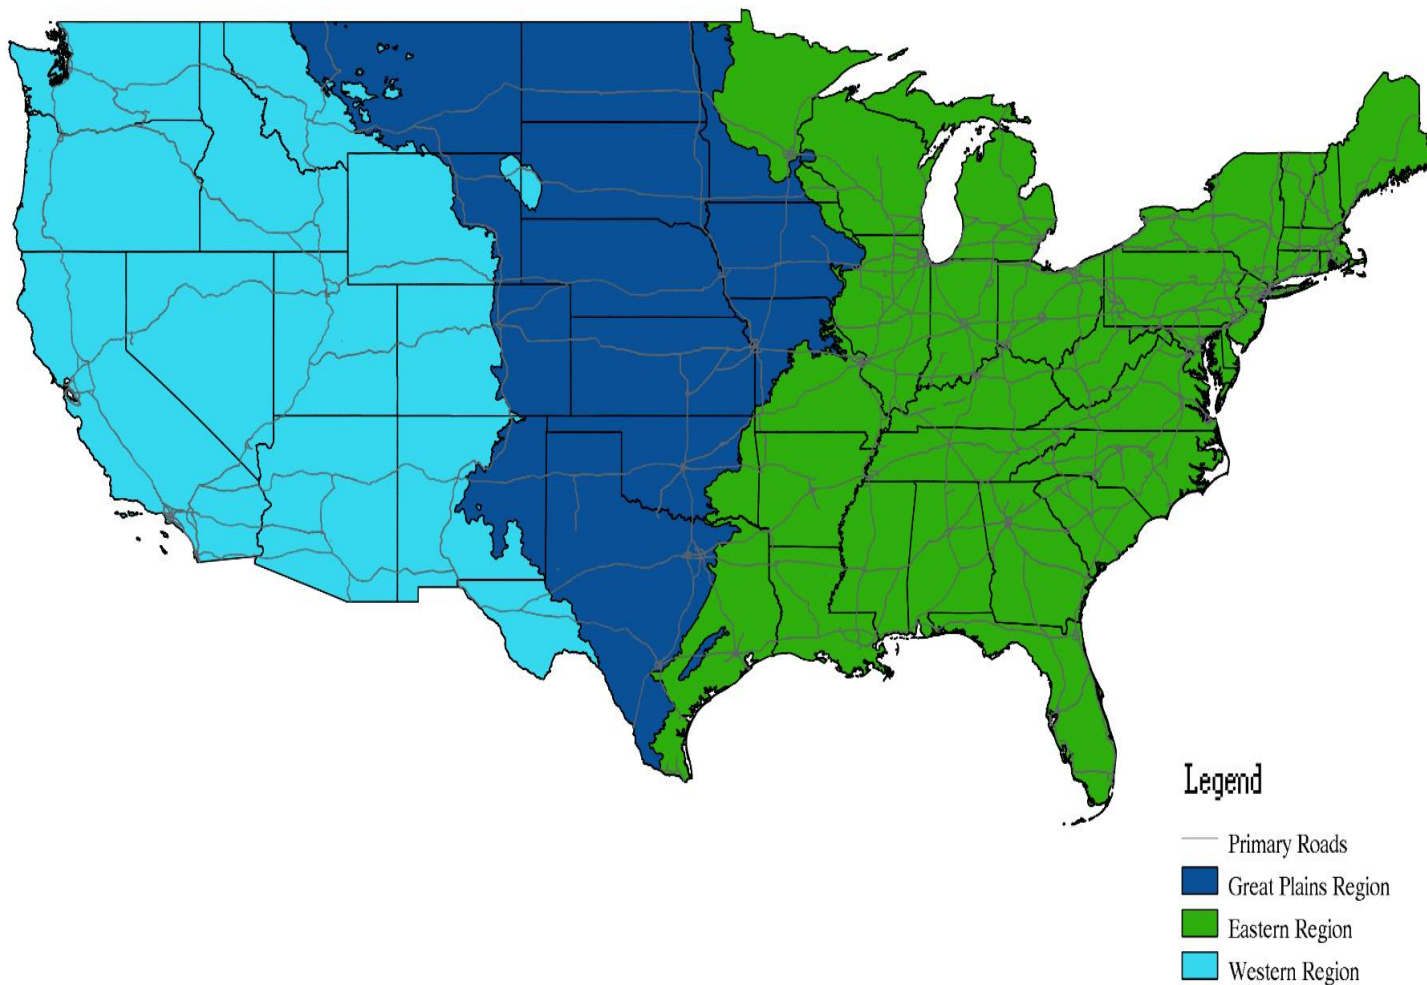 Legend
Primary Roads
Great Plains Region
Eastern Region
Western Region